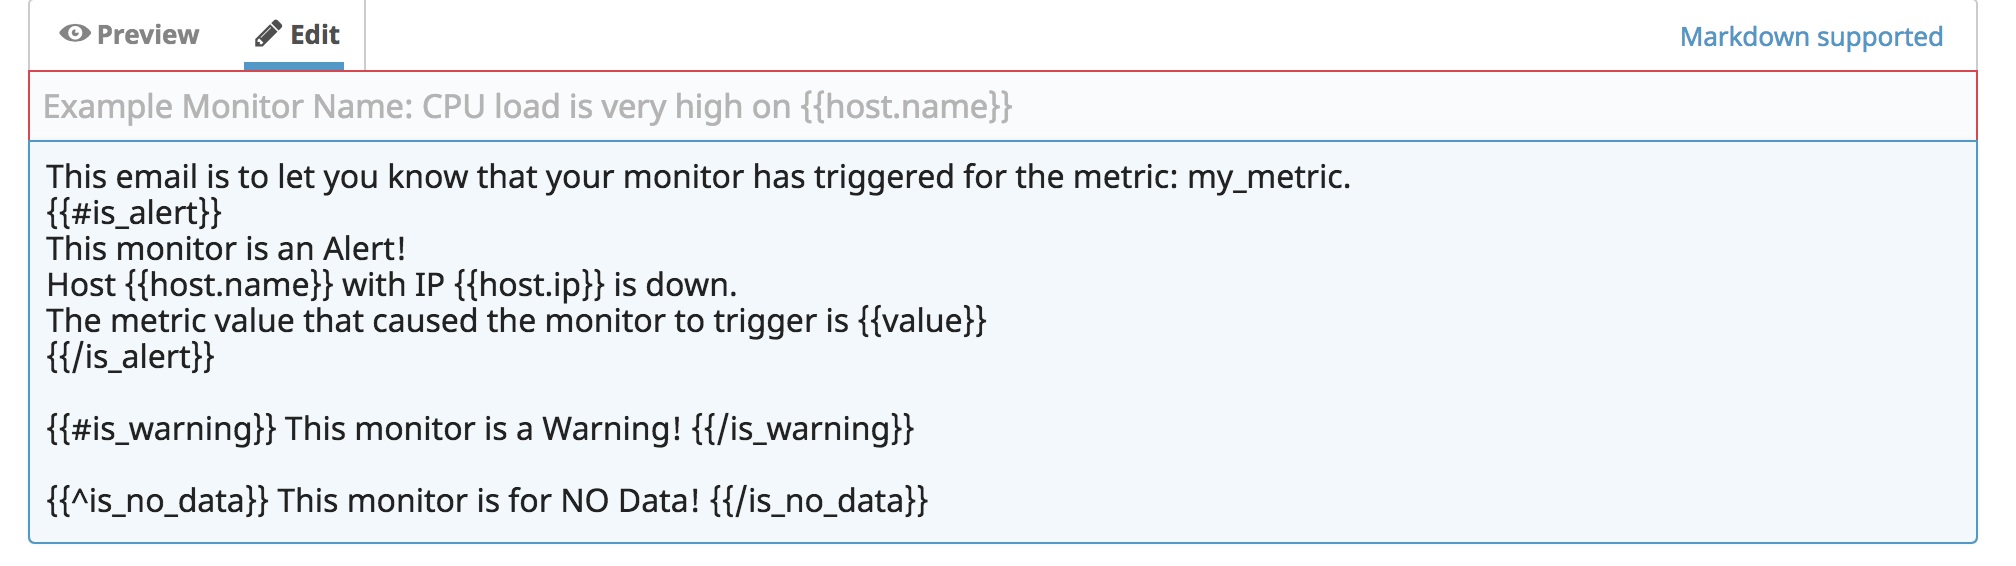 Preview Edit Markdown supported
Example Monitor Name: CPU load is very high on {{host.name}}
This email is to let you know that your monitor has triggered for the metric: my_metric.
{{#is_alert}}
This monitor is an Alert!
Host {{host.name}} with IP {{host.ip}} is down.
The metric value that caused the monitor to trigger is {{value}}
{{/is_alert}}
{{#is_warning}} This monitor is a Warning! {{/is_warning}}
{{^is_no_data}} This monitor is for NO Data! {{/is_no_data}}